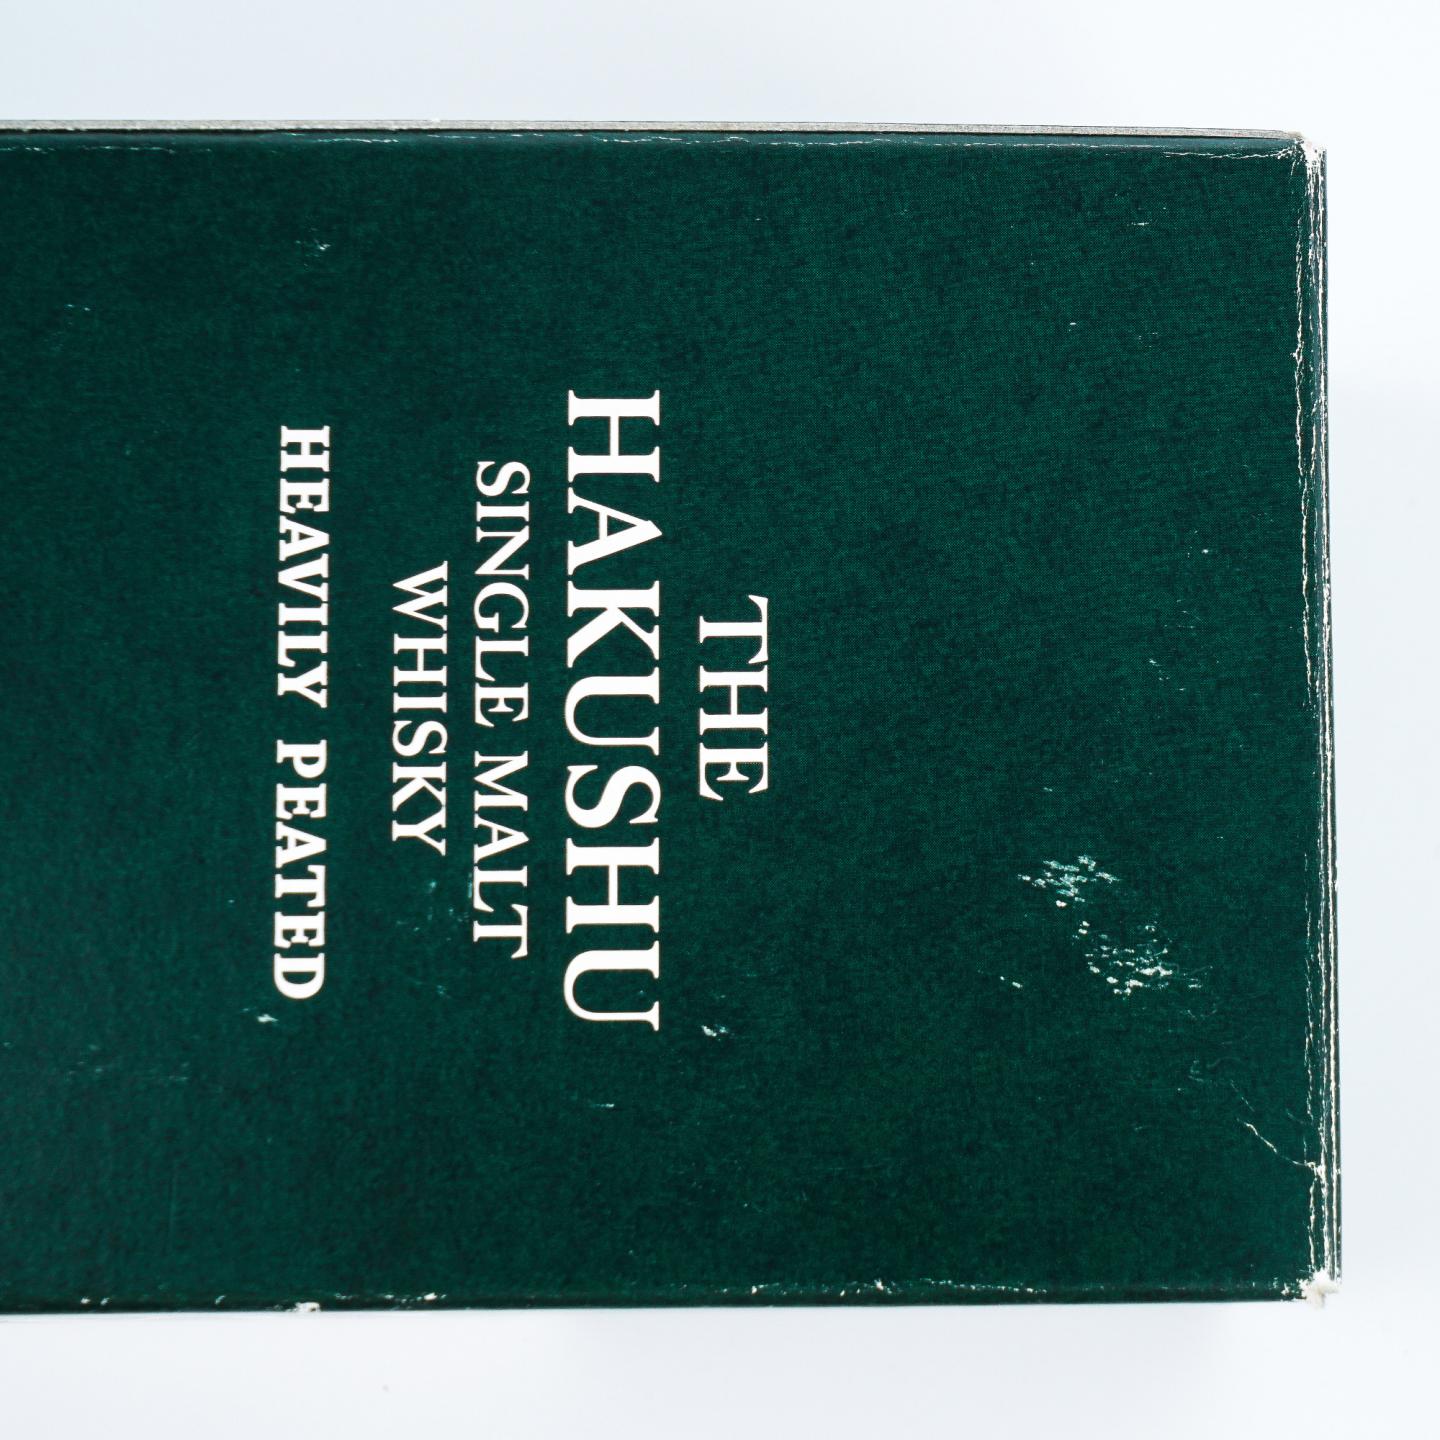 THE
HAKUSHU
SINGLE MALT
WHISKY
HEAVILY PEATED